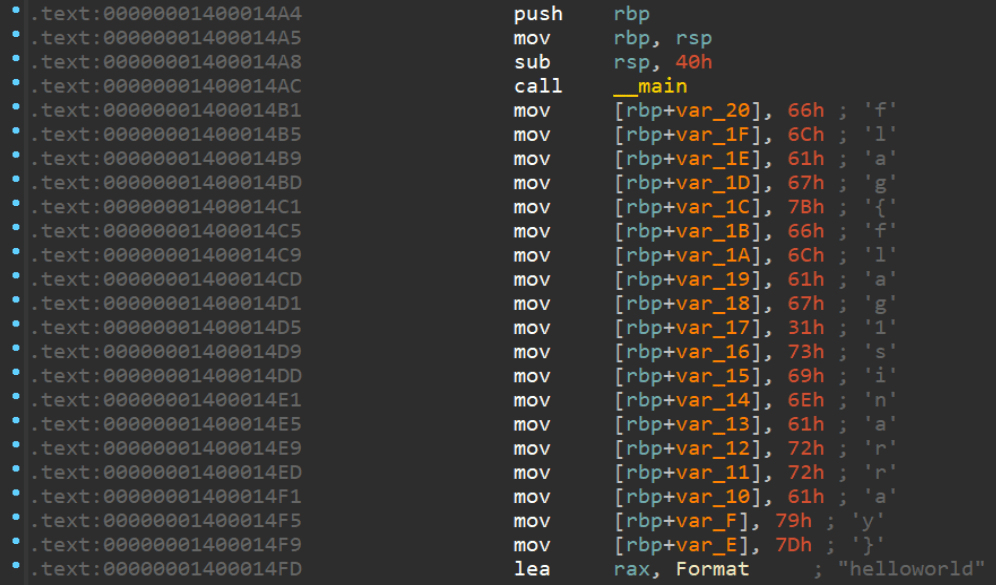 .text:00000001400014A4 push rbp
.text:00000001400014A5 mov rbp, rsp
.text:00000001400014A8 sub rsp, 40h
.text:00000001400014AC call __main
.text:00000001400014B1 mov [rbp+var_20], 66h ; 'f'
.text:00000001400014B5 mov [rbp+var_1F], 6Ch ; 'l'
.text:00000001400014B9 mov [rbp+var_1E], 61h ; 'a'
.text:00000001400014BD mov [rbp+var_1D], 67h ; 'g'
.text:00000001400014C1 mov [rbp+var_1C], 7Bh ; '{'
.text:00000001400014C5 mov [rbp+var_1B], 66h ; 'f'
.text:00000001400014C9 mov [rbp+var_1A], 6Ch ; 'l'
.text:00000001400014CD mov [rbp+var_19], 61h ; 'a'
.text:00000001400014D1 mov [rbp+var_18], 67h ; 'g'
.text:00000001400014D5 mov [rbp+var_17], 31h ; '1'
.text:00000001400014D9 mov [rbp+var_16], 73h ; 's'
.text:00000001400014DD mov [rbp+var_15], 69h ; 'i'
.text:00000001400014E1 mov [rbp+var_14], 6Eh ; 'n'
.text:00000001400014E5 mov [rbp+var_13], 61h ; 'a'
.text:00000001400014E9 mov [rbp+var_12], 72h ; 'r'
.text:00000001400014ED mov [rbp+var_11], 72h ; 'r'
.text:00000001400014F1 mov [rbp+var_10], 61h ; 'a'
.text:00000001400014F5 mov [rbp+var_F], 79h ; 'y'
.text:00000001400014F9 mov [rbp+var_E], 7Dh ; '}'
.text:00000001400014FD lea rax, Format ; "helloworld"